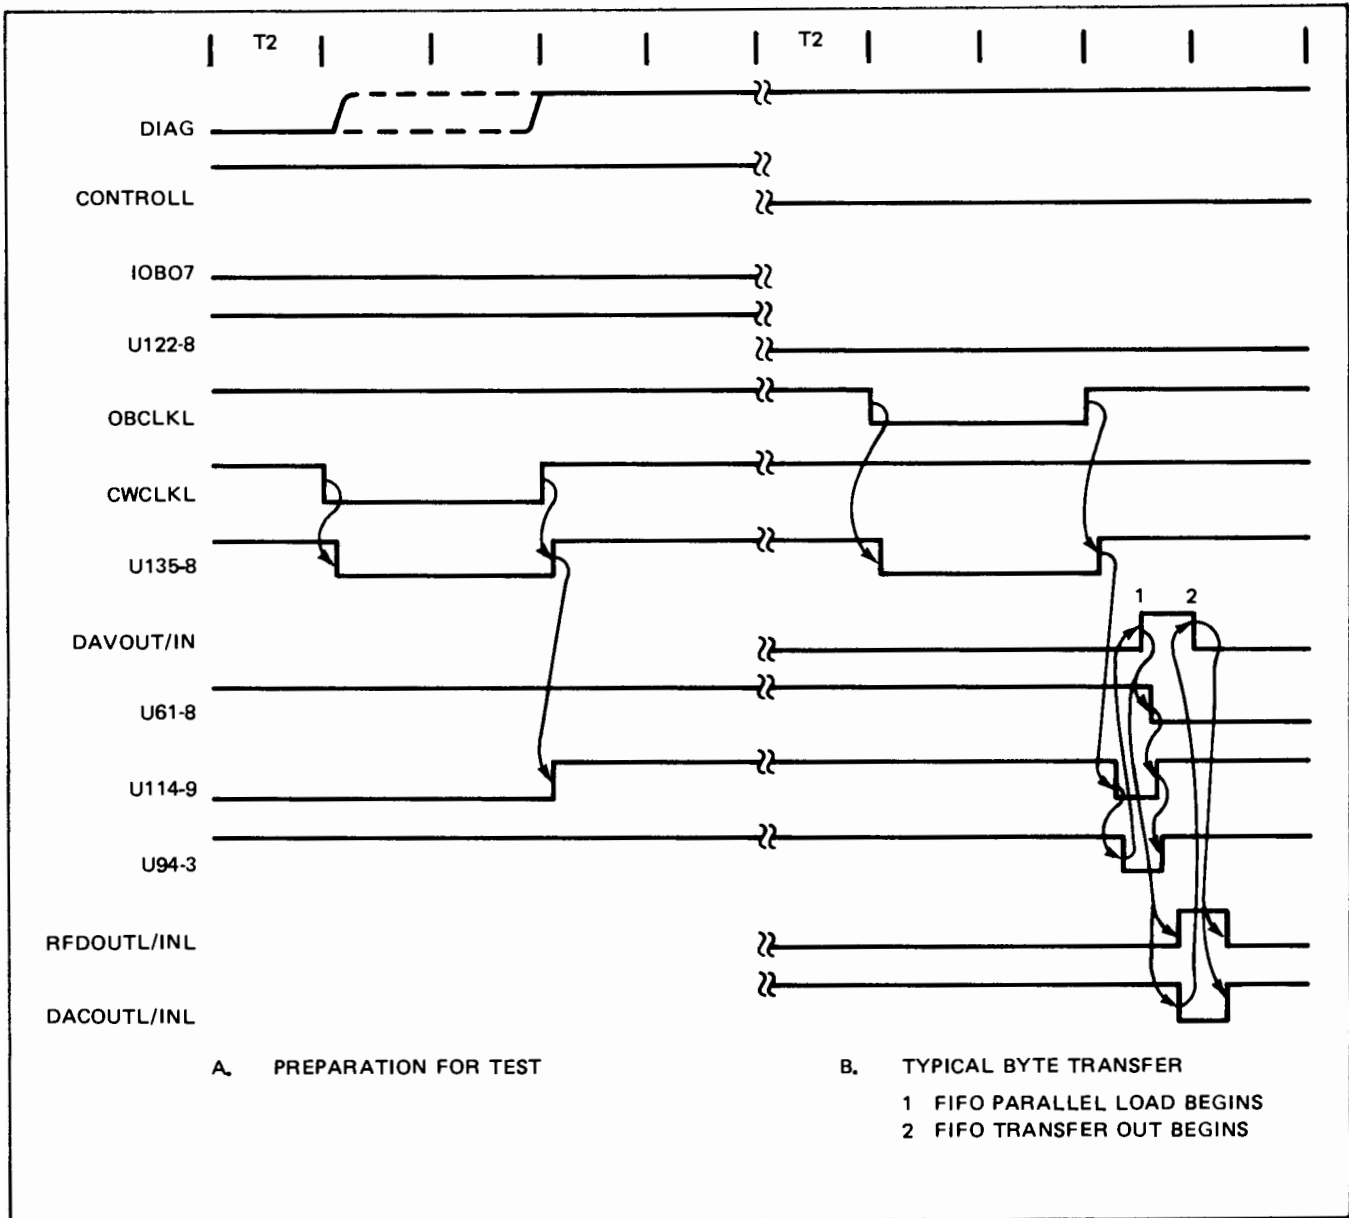 T2 T2
DIAG
CONTROLL
IOBO7
U122-8
OBCLKL
CWCLKL
U135-8
1 2
DAVOUT/IN
U61-8
U114-9
U94-3
RFDOUTL/INL
DACOUTL/INL
A. PREPARATION FOR TEST
B. TYPICAL BYTE TRANSFER
1 FIFO PARALLEL LOAD BEGINS
2 FIFO TRANSFER OUT BEGINS